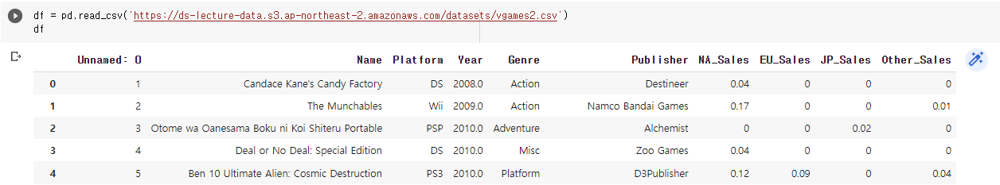 df = pd.read_csv('https://ds-lecture-data.s3.ap-northeast-2.amazonaws.com/datasets/vgames2.csv')
df
Unnamed: 0 Name Platform Year Genre Publisher NA_Sales EU_Sales JP_Sales Other_Sales
0 1 Candace Kane's Candy Factory DS 2008.0 Action Destineer 0.04 0 0 0
1 2 The Munchables Wii 2009.0 Action Namco Bandai Games 0.17 0 0 0.01
2 3 Otome wa Oanesama Boku ni Koi Shiteru Portable PSP 2010.0 Adventure Alchemist 0 0 0.02 0
3 4 Deal or No Deal: Special Edition DS 2010.0 Misc Zoo Games 0.04 0 0 0
4 5 Ben 10 Ultimate Alien: Cosmic Destruction PS3 2010.0 Platform D3Publisher 0.12 0.09 0 0.04